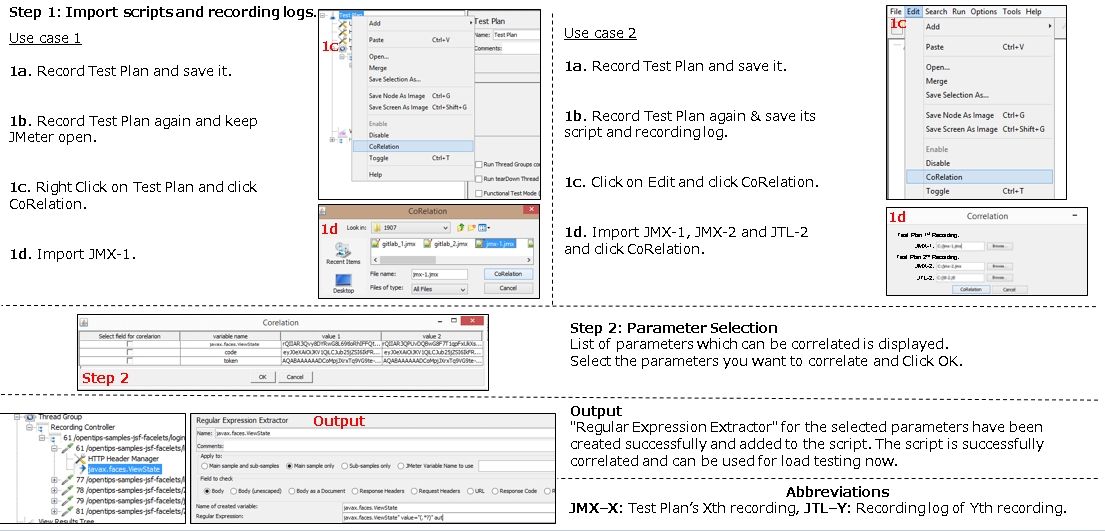 Step 1: Import scripts and recording logs.
Use case 1
1a. Record Test Plan and save it.
1b. Record Test Plan again and keep
JMeter open.
1c. Right Click on Test Plan and click
CoRelation.
1d. Import JMX-1.
Test Plan
1c
Add
Paste Ctrl+V
Open...
Merge
Save Selection As...
Save Node As Image Ctrl+G
Save Screen As Image Ctrl+Shift+G
Enable
Disable
CoRelation
Toggle Ctrl+T
Help
Test Plan
Name: Test Plan
Comments:
Run Thread Groups co
Run tearDown Thread
Functional Test Mode (
1d
CoRelation
Look in: 1907
gitlab_1.jmx gitlab_2.jmx jmx-1.jmx
Recent Items
Desktop
File name: jmx-1.jmx
Files of type: All Files
CoRelation
Cancel
Use case 2
1a. Record Test Plan and save it.
1b. Record Test Plan again & save its
script and recording log.
1c. Click on Edit and click CoRelation.
1d. Import JMX-1, JMX-2 and JTL-2
and click CoRelation.
File Edit Search Run Options Tools Help
1c
Add
Paste Ctrl+V
Open...
Merge
Save Selection As...
Save Node As Image Ctrl+G
Save Screen As Image Ctrl+Shift+G
Enable
Disable
CoRelation
Toggle Ctrl+T
1d
Correlation
Test Plan 1st Recording.
JMX-1. Browse...
Test Plan 2nd Recording.
JMX-2. Browse...
JTL-2. Browse...
CoRelation Cancel
Corelation
Select field for corelarion variable name value 1 value 2
javax.faces.ViewState
code
token
OK Cancel
Step 2
Step 2: Parameter Selection
List of parameters which can be correlated is displayed.
Select the parameters you want to correlate and Click OK.
Thread Group
Recording Controller
61 /opentips-samples-jsf-facelets/login
61 /opentips-samples-jsf-facelets/l
HTTP Header Manager
javax.faces.ViewState
77 /opentips-samples-jsf-facelets/
78 /opentips-samples-jsf-facelets/
79 /opentips-samples-jsf-facelets/j
81 /opentips-samples-jsf-facelets/
View Results Tree
Regular Expression Extractor
Output
Name: javax.faces.ViewState
Comments:
Apply to:
Main sample and sub-samples Main sample only Sub-samples only JMeter Variable Name to use
Field to check
Body Body (unescaped) Body as a Document Response Headers Request Headers URL Response Code R
Name of created variable: javax.faces.ViewState
Regular Expression: javax.faces.ViewState" value="(.*?)" aut
Output
"Regular Expression Extractor" for the selected parameters have been
created successfully and added to the script. The script is successfully
correlated and can be used for load testing now.
Abbreviations
JMX–X: Test Plan's Xth recording, JTL–Y: Recording log of Yth recording.